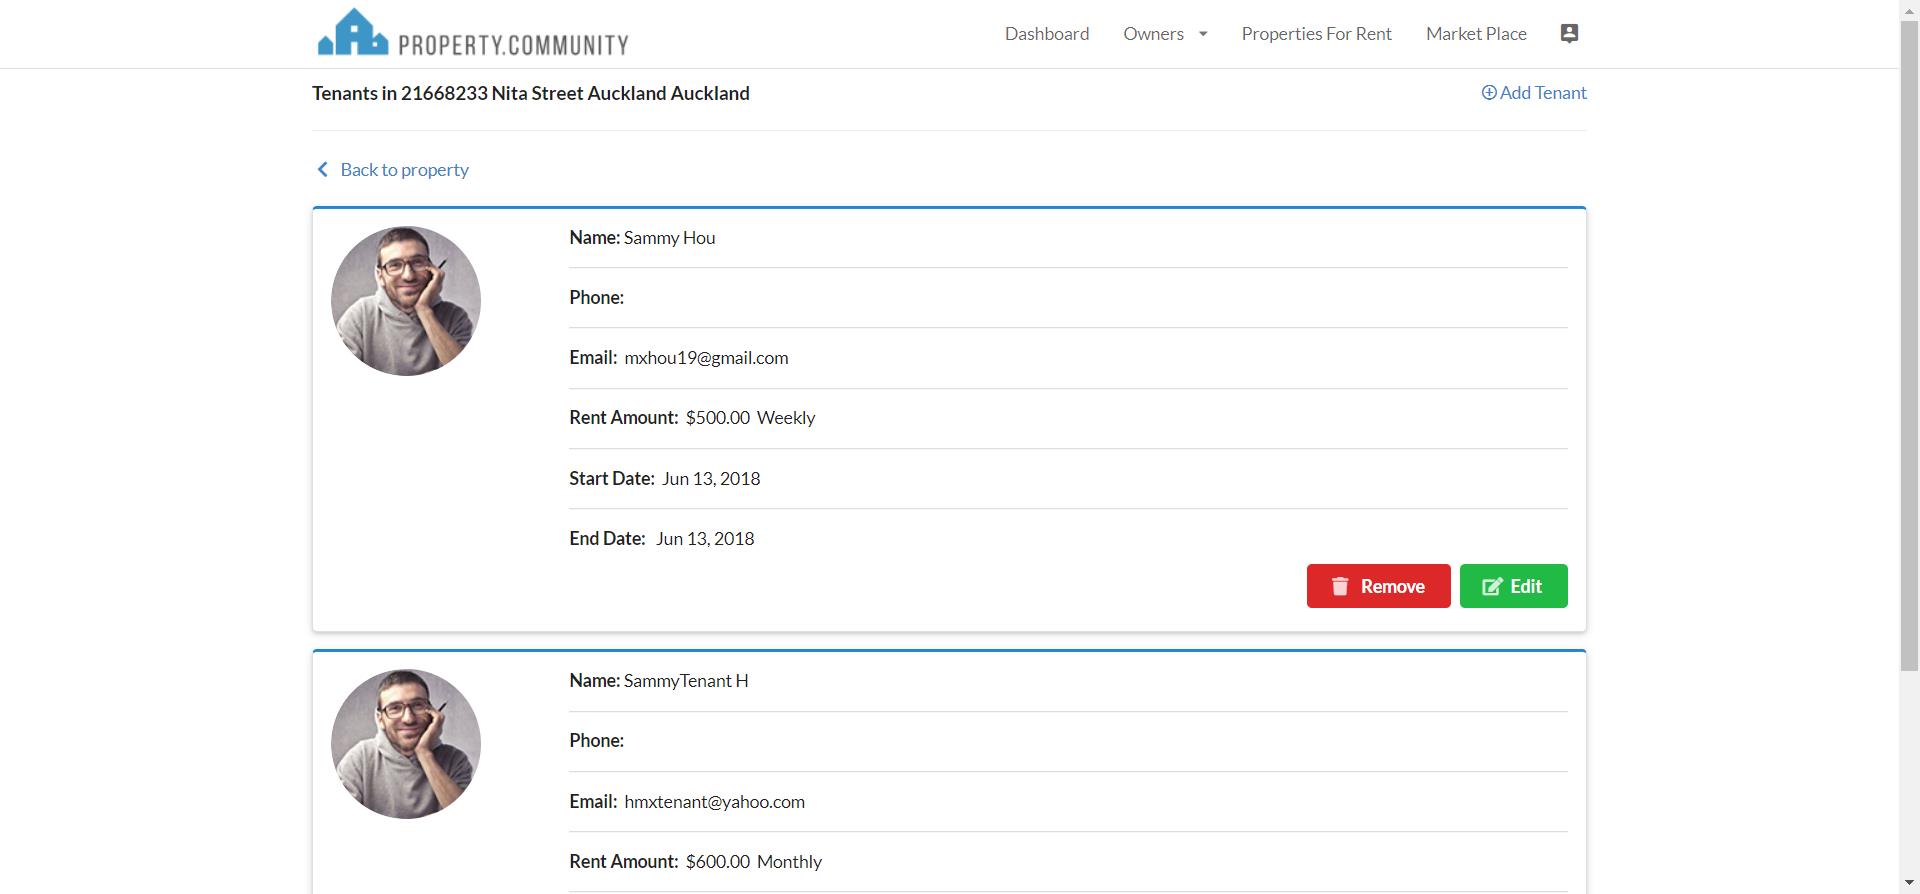 PROPERTY.COMMUNITY
Dashboard Owners Properties For Rent Market Place
Tenants in 21668233 Nita Street Auckland Auckland
Add Tenant
Back to property
Name: Sammy Hou
Phone:
Email: mxhou19@gmail.com
Rent Amount: $500.00 Weekly
Start Date: Jun 13, 2018
End Date: Jun 13, 2018
Remove Edit
Name: SammyTenant H
Phone:
Email: hmxtenant@yahoo.com
Rent Amount: $600.00 Monthly